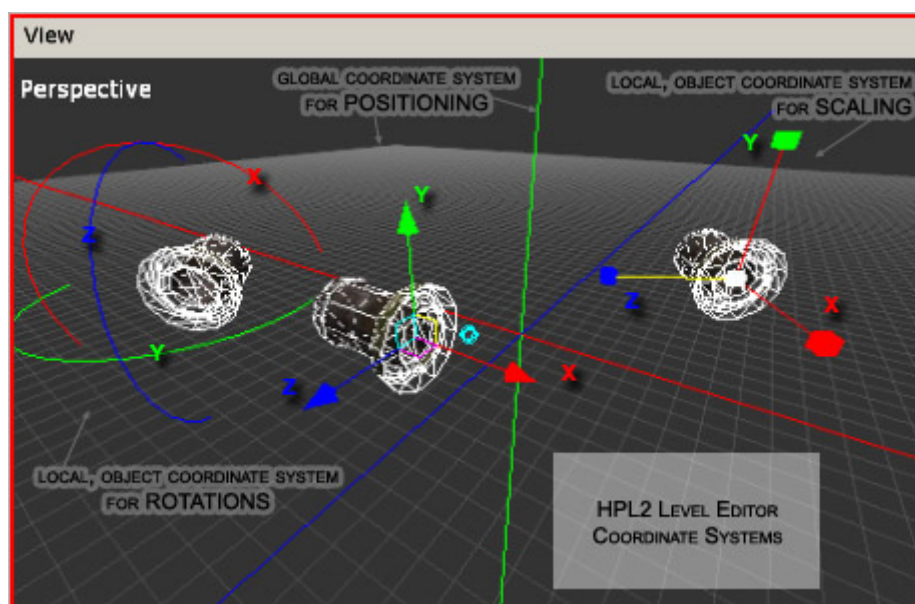 View
Perspective
GLOBAL COORDINATE SYSTEM
FOR POSITIONING
LOCAL, OBJECT COORDINATE SYSTEM
FOR SCALING
Y
X
Y
Z
Z
X
Y
Z
X
LOCAL, OBJECT COORDINATE SYSTEM
FOR ROTATIONS
HPL2 LEVEL EDITOR
COORDINATE SYSTEMS